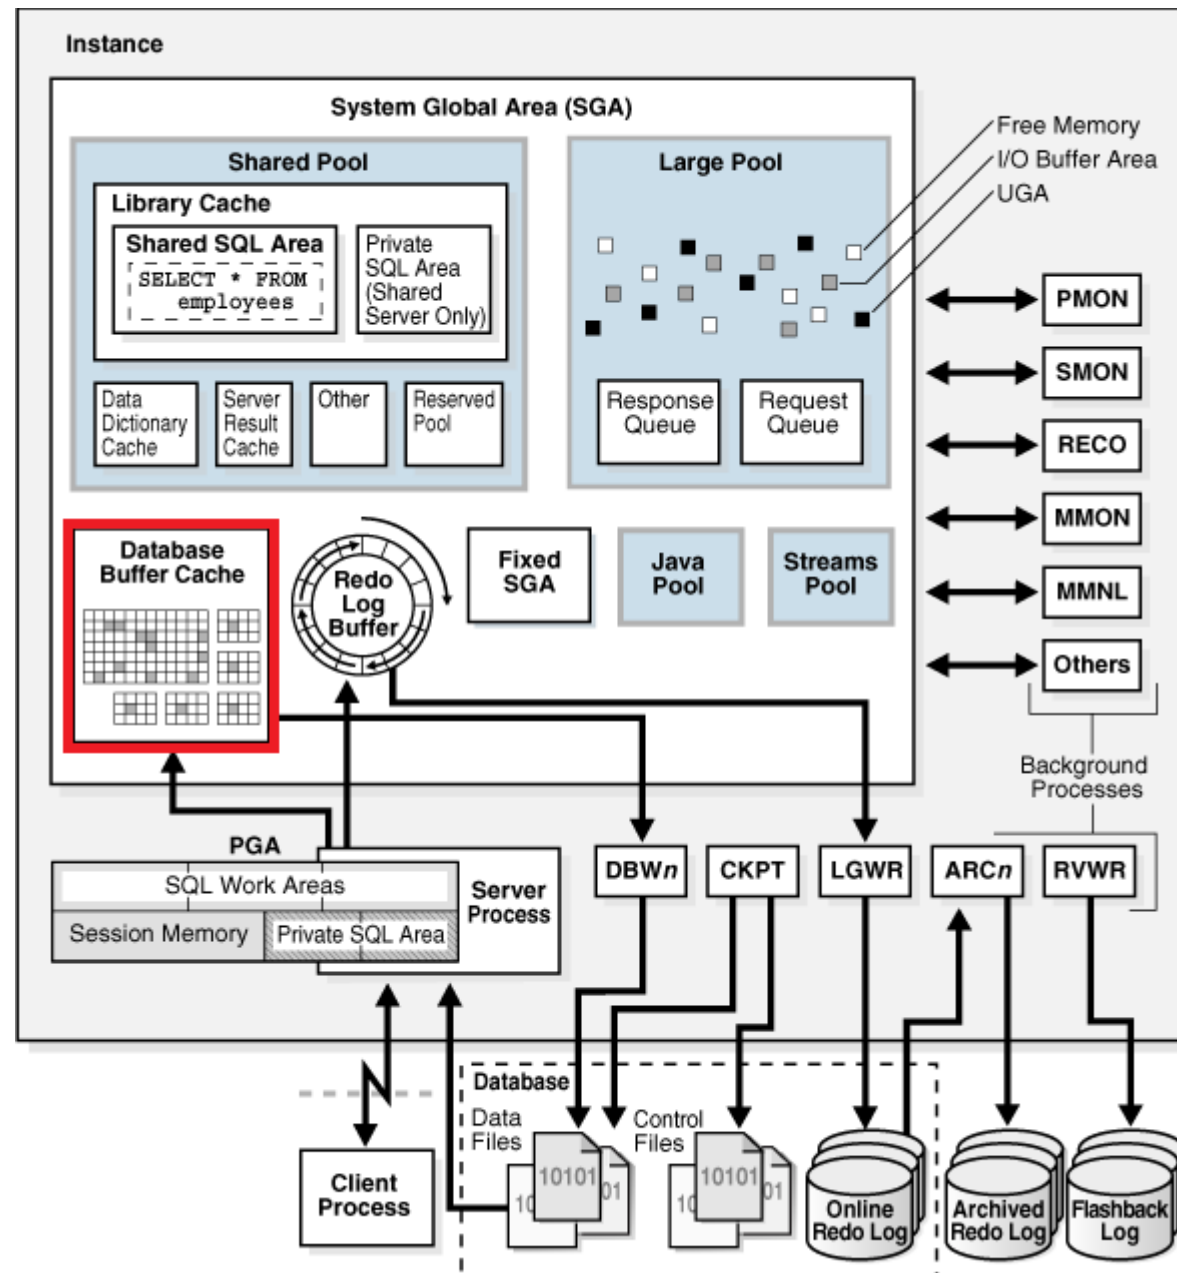 Instance
System Global Area (SGA)
Shared Pool
Library Cache
Shared SQL Area
SELECT * FROM
employees
Private
SQL Area
(Shared
Server Only)
Data
Dictionary
Cache
Server
Result
Cache
Other
Reserved
Pool
Large Pool
Response
Queue
Request
Queue
Free Memory
I/O Buffer Area
UGA
Database
Buffer Cache
Redo
Log
Buffer
Fixed
SGA
Java
Pool
Streams
Pool
PMON
SMON
RECO
MMON
MMNL
Others
Background
Processes
PGA
SQL Work Areas
Session Memory
Private SQL Area
Server
Process
DBWn
CKPT
LGWR
ARCn
RVWR
Client
Process
Database
Data
Files
10
10101
01
Control
Files
10
10101
01
Online
Redo Log
Archived
Redo Log
Flashback
Log